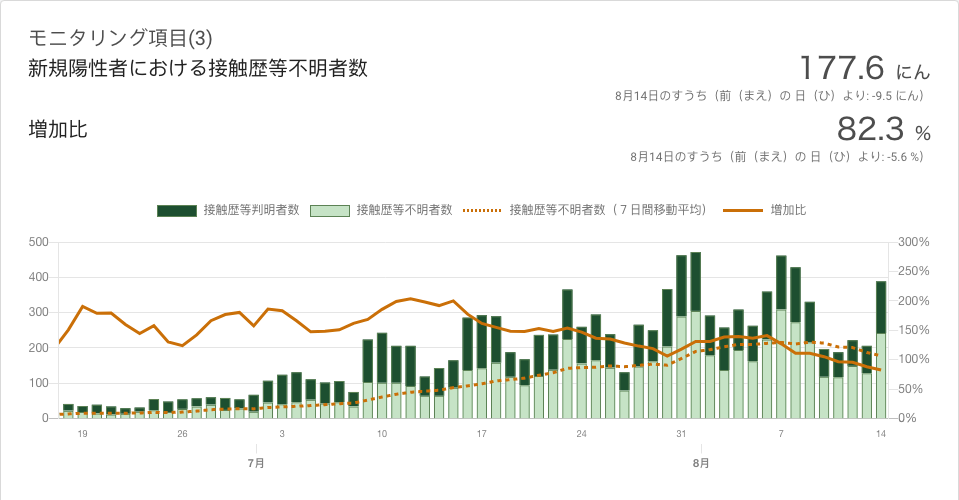 モニタリング項目(3)
新規陽性者における接触歴等不明者数
177.6 にん
8月14日のすうち（前（まえ）の 日（ひ）より: -9.5 にん）
増加比
82.3 %
8月14日のすうち（前（まえ）の 日（ひ）より: -5.6 %）
接触歴等判明者数 接触歴等不明者数 接触歴等不明者数（７日間移動平均） 増加比
500 300%
250%
400
200%
300
150%
200
100%
100
50%
0 0%
19 26 3 10 17 24 31 7 14
7月 8月